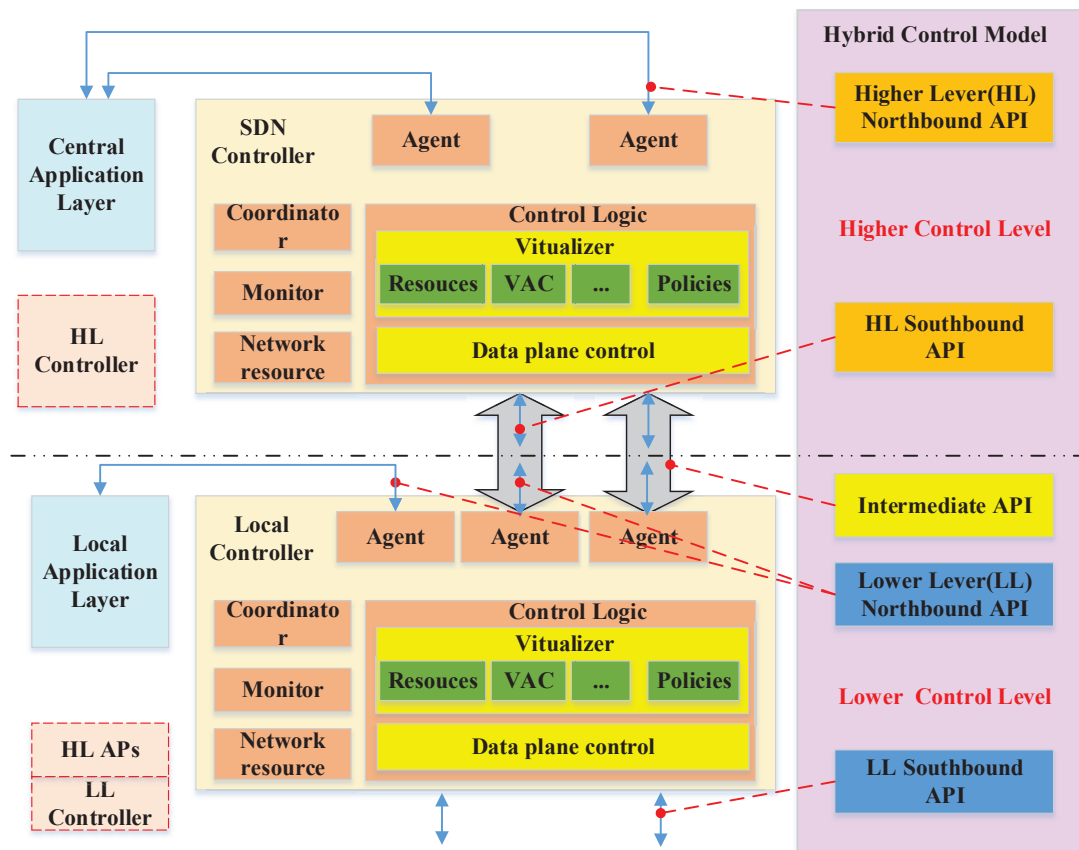 Hybrid Control Model
Higher Lever(HL)
Northbound API
Higher Control Level
HL Southbound
API
Intermediate API
Lower Lever(LL)
Northbound API
Lower Control Level
LL Southbound
API
Central
Application
Layer
HL
Controller
SDN
Controller
Agent
Agent
Coordinato
r
Monitor
Network
resource
Control Logic
Vitualizer
Resouces
VAC
...
Policies
Data plane control
Local
Application
Layer
HL APs
LL
Controller
Local
Controller
Agent
Agent
Agent
Coordinato
r
Monitor
Network
resource
Control Logic
Vitualizer
Resouces
VAC
...
Policies
Data plane control